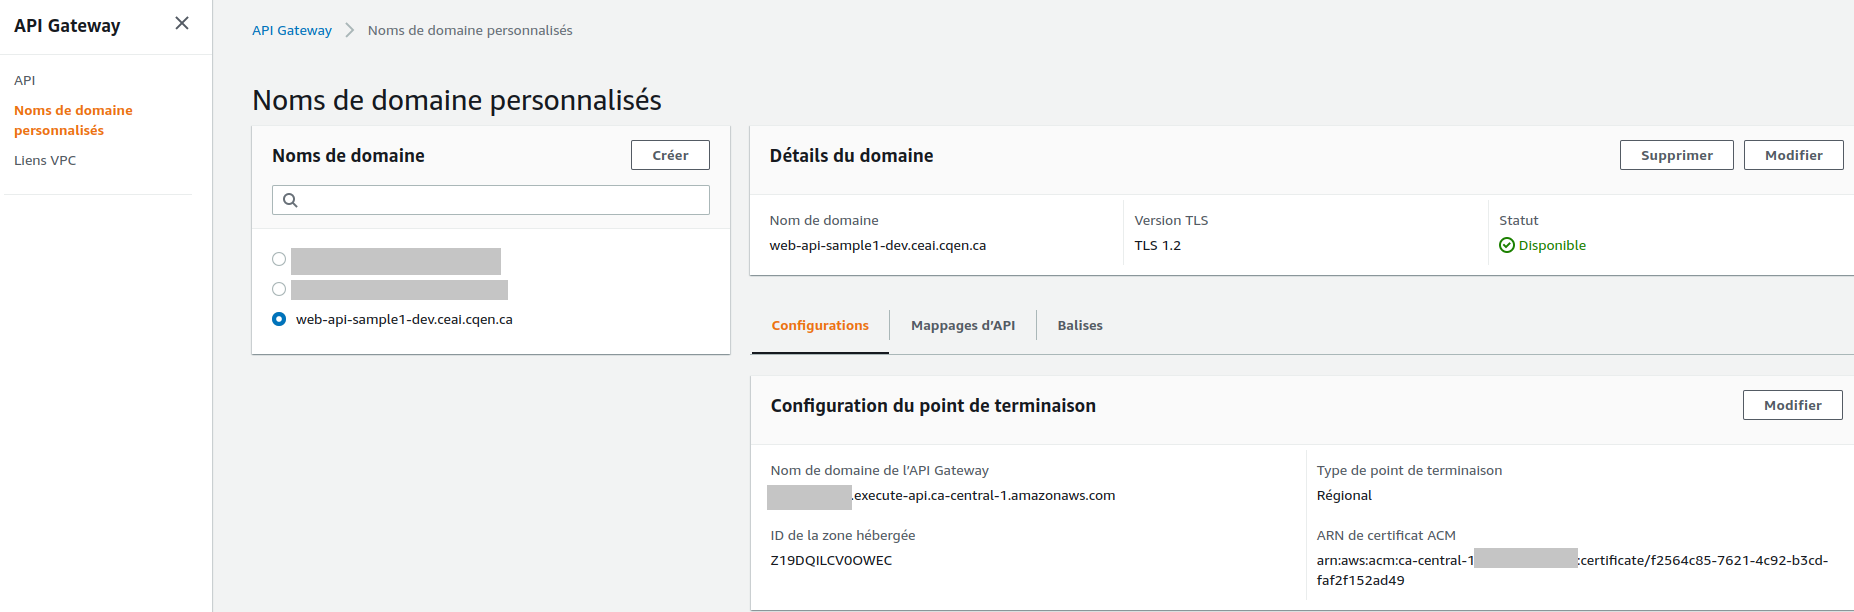 API Gateway
API
Noms de domaine
personnalisés
Liens VPC
API Gateway
Noms de domaine personnalisés
Noms de domaine personnalisés
Noms de domaine
Créer
web-api-sample1-dev.ceai.cqen.ca
Détails du domaine
Supprimer
Modifier
Nom de domaine
web-api-sample1-dev.ceai.cqen.ca
Version TLS
TLS 1.2
Statut
Disponible
Configurations
Mappages d’API
Balises
Configuration du point de terminaison
Modifier
Nom de domaine de l’API Gateway
.execute-api.ca-central-1.amazonaws.com
ID de la zone hébergée
Z19DQILCV0OWEC
Type de point de terminaison
Régional
ARN de certificat ACM
arn:aws:acm:ca-central-1 :certificate/f2564c85-7621-4c92-b3cd-
faf2f152ad49